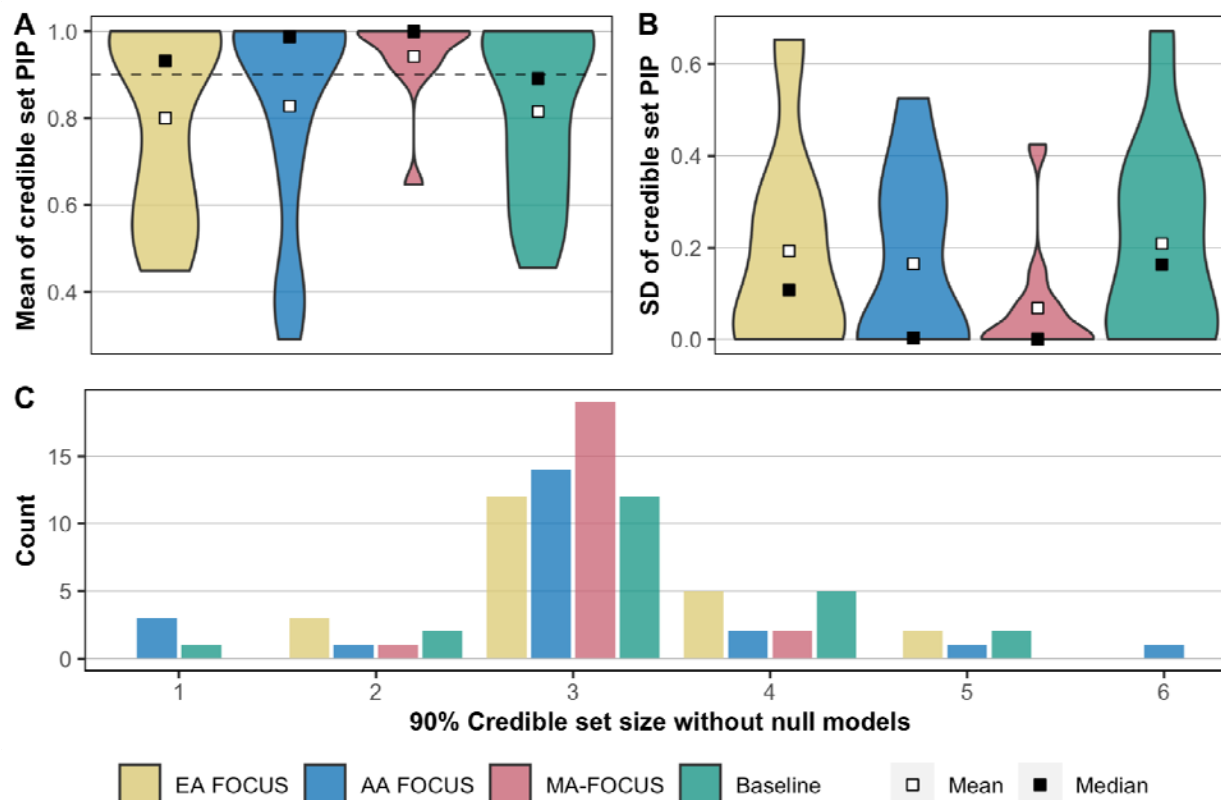 A
Mean of credible set PIP
1.0
0.8
0.6
0.4
B
SD of credible set PIP
0.6
0.4
0.2
0.0
C
Count
15
10
5
0
1 2 3 4 5 6
90% Credible set size without null models
EA FOCUS AA FOCUS MA-FOCUS Baseline Mean Median